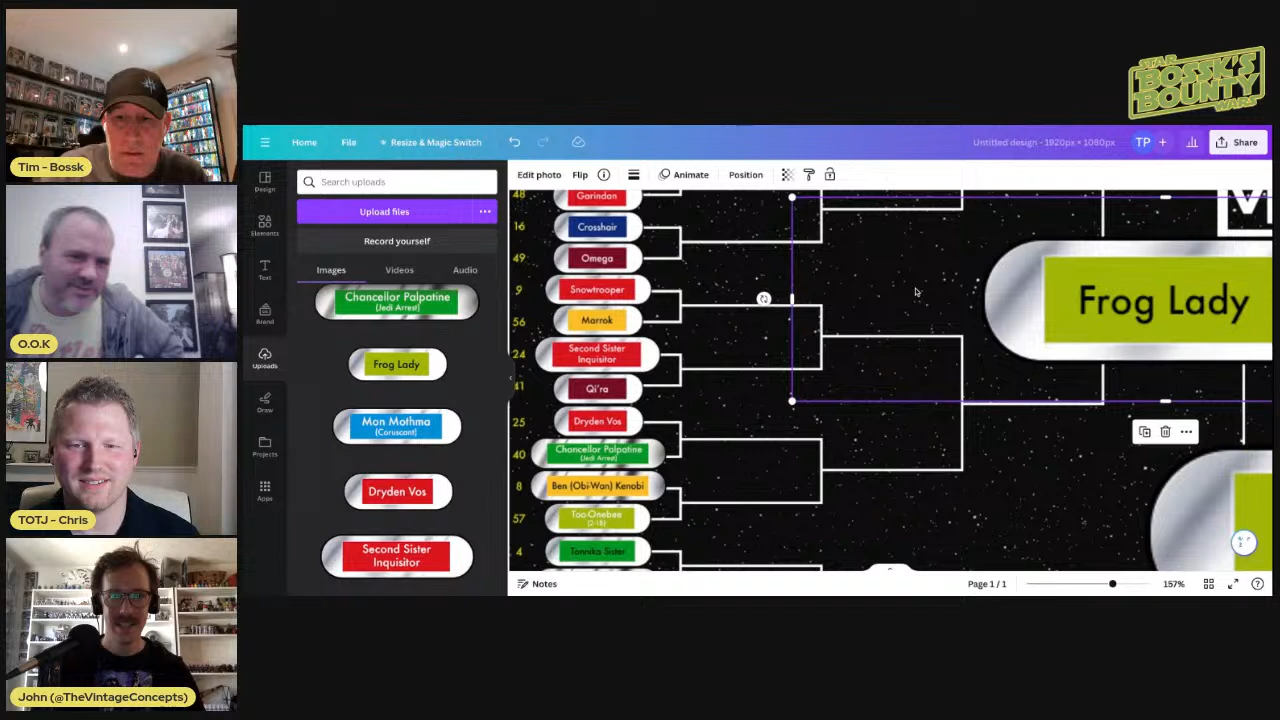 Tim - Bossk
O.O.K
TOTJ - Chris
John (@TheVintageConcepts)
STAR
BOSSK'S
BOUNTY
WARS
Home
File
Resize & Magic Switch
Untitled design - 1920px × 1080px
TP
Share
Design
Elements
Text
Brand
Uploads
Draw
Projects
Apps
Search uploads
Upload files
Record yourself
Images
Videos
Audio
Chancellor Palpatine
(Jedi Arrest)
Frog Lady
Mon Mothma
(Coruscant)
Dryden Vos
Second Sister
Inquisitor
Edit photo
Flip
Animate
Position
48 Garindan
16 Crosshair
49 Omega
9 Snowtrooper
56 Marrok
24 Second Sister
Inquisitor
41 Qi'ra
25 Dryden Vos
40 Chancellor Palpatine
(Jedi Arrest)
8 Ben (Obi-Wan) Kenobi
57 Too-Onebee
(2-1B)
4 Tonnika Sister
Frog Lady
Notes
Page 1 / 1
157%